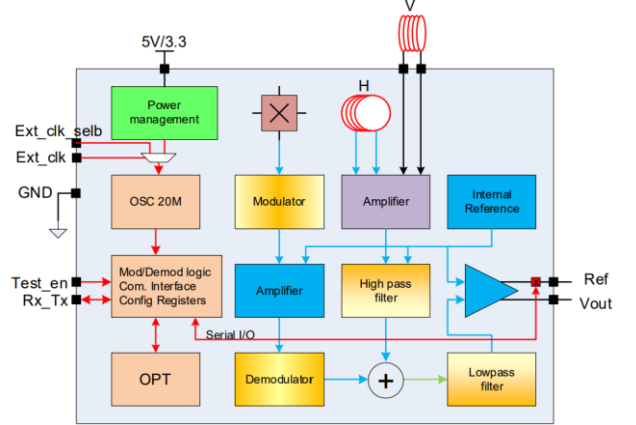 V
5V/3.3
H
Power
management
Ext_clk_selb
Ext_clk
GND
OSC 20M
Modulator
Amplifier
Internal
Reference
Test_en
Rx_Tx
Mod/Demod logic
Com. Interface
Config Registers
Amplifier
High pass
filter
x
Ref
Vout
Serial I/O
OPT
Demodulator
+
Lowpass
filter